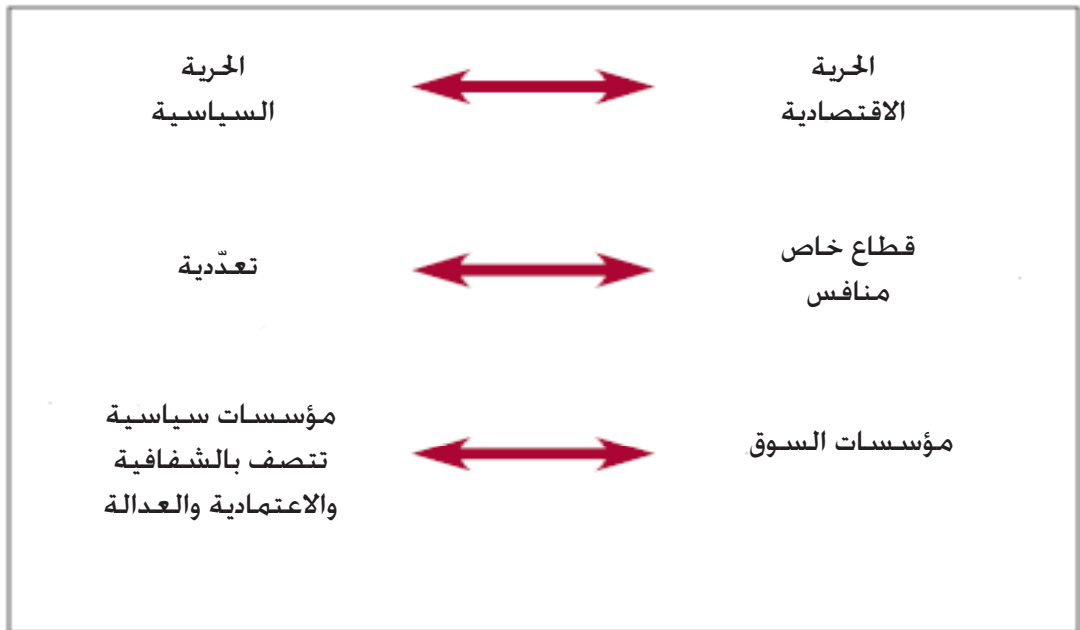 الحرية
الاقتصادية
الحرية
السياسية
قطاع خاص
منافس
تعدّدية
مؤسسات السوق
مؤسسات سياسية
تتصف بالشفافية
والاعتمادية والعدالة